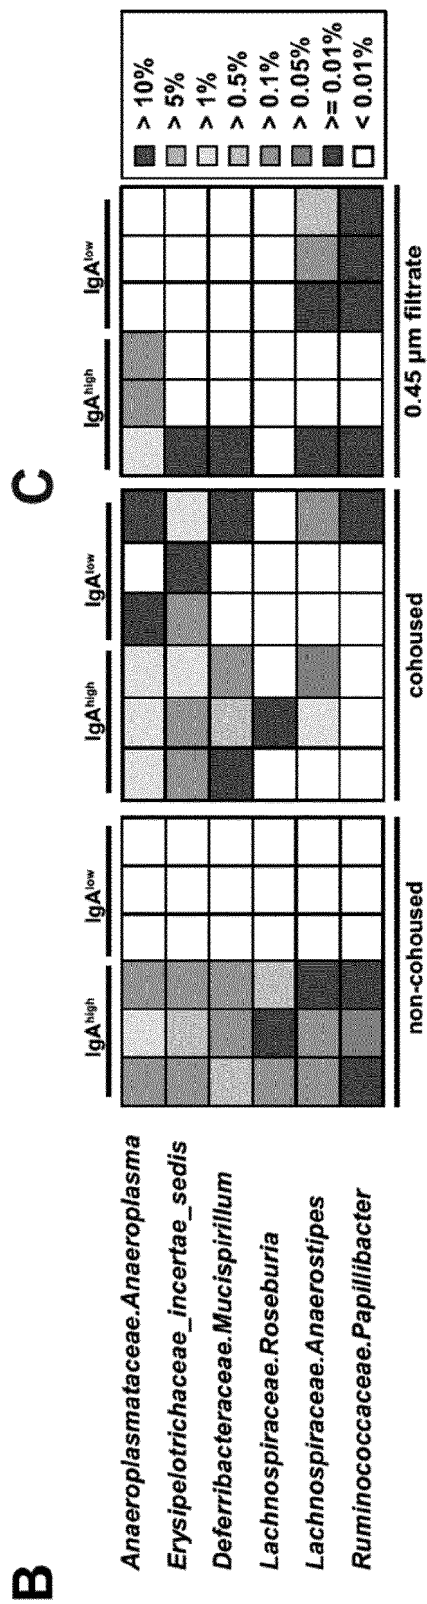 B
C
IgAhigh
IgAlow
IgAhigh
IgAlow
IgAhigh
IgAlow
Anaeroplasmataceae.Anaeroplasma
Erysipelotrichaceae_incertae_sedis
Deferribacteraceae.Mucispirillum
Lachnospiraceae.Roseburia
Lachnospiraceae.Anaerostipes
Ruminococcaceae.Papillibacter
> 10%
> 5%
> 1%
> 0.5%
> 0.1%
> 0.05%
>= 0.01%
< 0.01%
non-cohoused
cohoused
0.45 µm filtrate